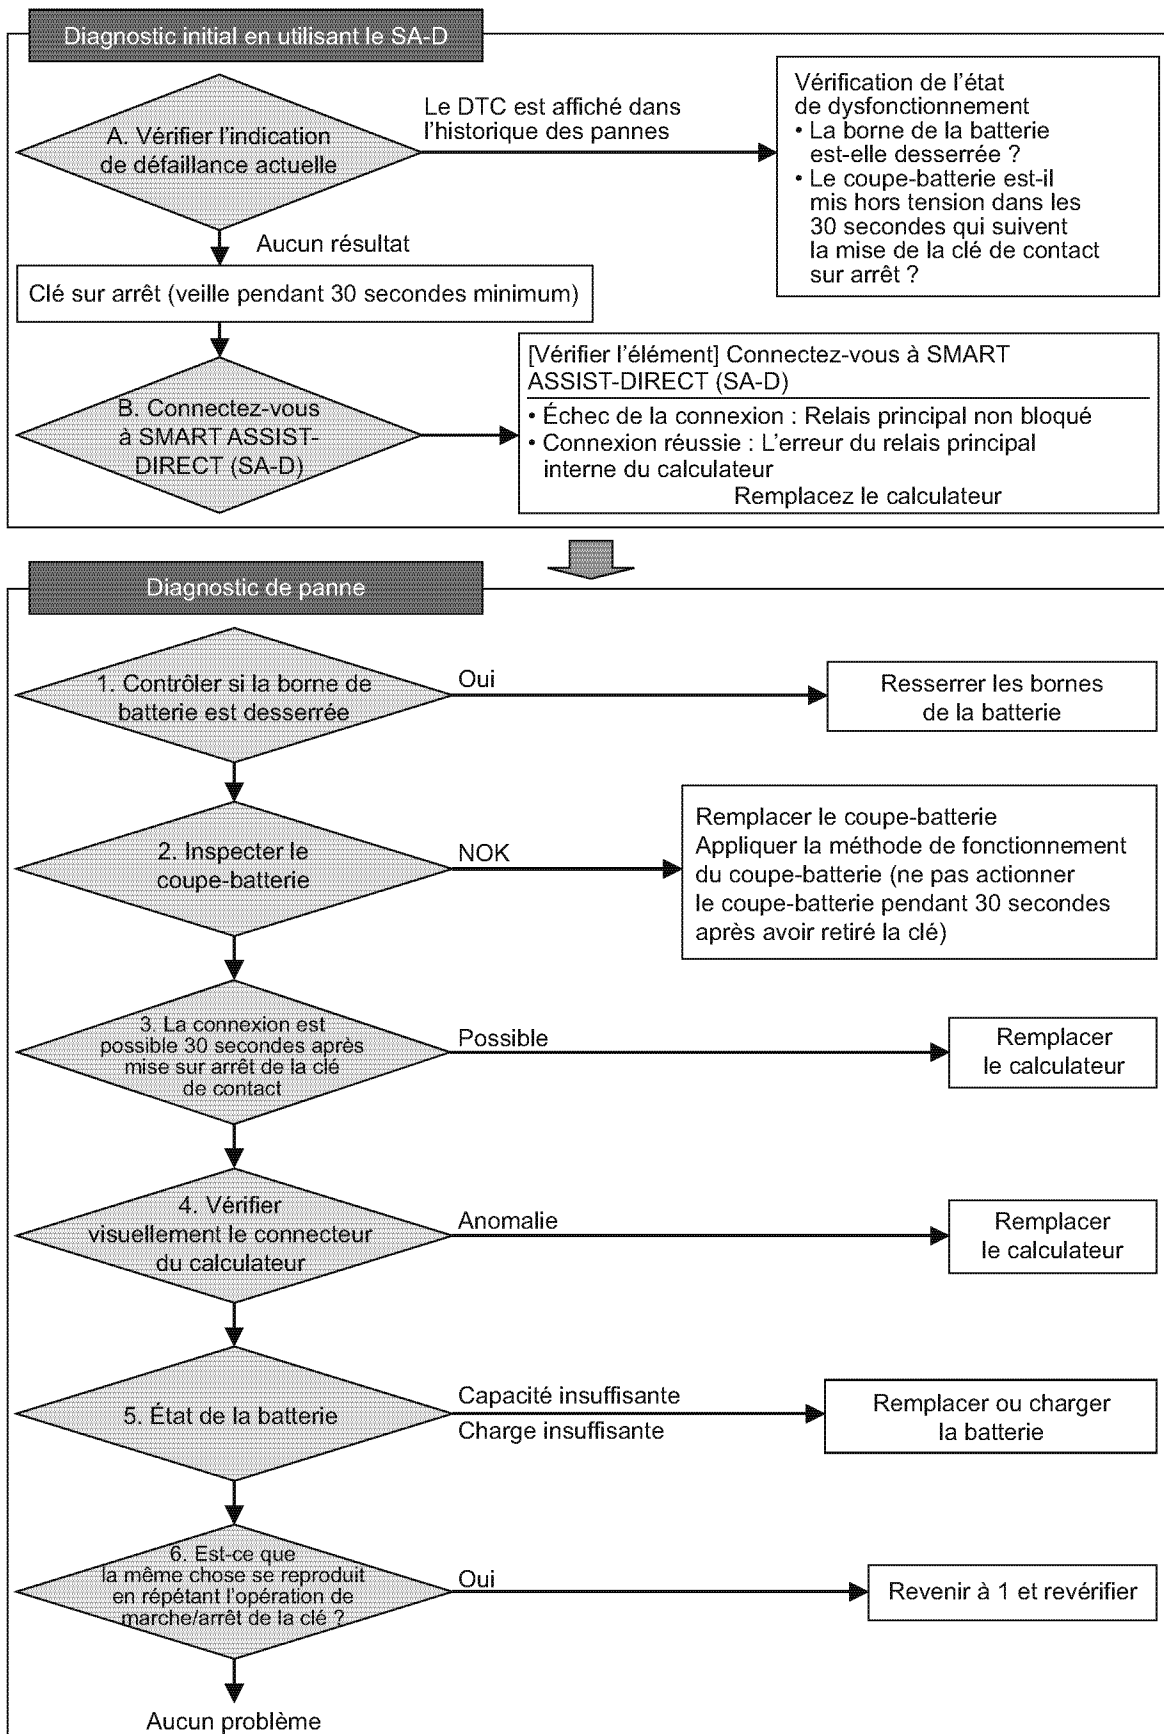 Diagnostic initial en utilisant le SA-D
A. Vérifier l'indication
de défaillance actuelle
Le DTC est affiché dans
l'historique des pannes
Vérification de l'état
de dysfonctionnement
• La borne de la batterie
est-elle desserrée ?
• Le coupe-batterie est-il
mis hors tension dans les
30 secondes qui suivent
la mise de la clé de contact
sur arrêt ?
Aucun résultat
Clé sur arrêt (veille pendant 30 secondes minimum)
B. Connectez-vous
à SMART ASSIST-
DIRECT (SA-D)
[Vérifier l'élément] Connectez-vous à SMART
ASSIST-DIRECT (SA-D)
• Échec de la connexion : Relais principal non bloqué
• Connexion réussie : L'erreur du relais principal
interne du calculateur
Remplacez le calculateur
Diagnostic de panne
1. Contrôler si la borne de
batterie est desserrée
Oui
Resserrer les bornes
de la batterie
2. Inspecter le
coupe-batterie
NOK
Remplacer le coupe-batterie
Appliquer la méthode de fonctionnement
du coupe-batterie (ne pas actionner
le coupe-batterie pendant 30 secondes
après avoir retiré la clé)
3. La connexion est
possible 30 secondes après
mise sur arrêt de la clé
de contact
Possible
Remplacer
le calculateur
4. Vérifier
visuellement le connecteur
du calculateur
Anomalie
Remplacer
le calculateur
5. État de la batterie
Capacité insuffisante
Charge insuffisante
Remplacer ou charger
la batterie
6. Est-ce que
la même chose se reproduit
en répétant l'opération de
marche/arrêt de la clé ?
Oui
Revenir à 1 et revérifier
Aucun problème